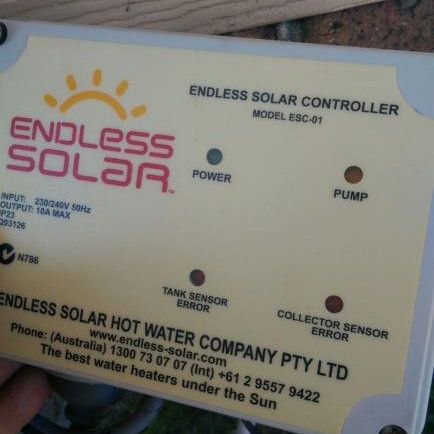 ENDLESS SOLAR CONTROLLER
MODEL ESC-01
ENDLESS
SOLAR™
POWER
PUMP
INPUT: 230/240V 50Hz
OUTPUT: 10A MAX
IP23
Q93126
N786
TANK SENSOR
ERROR
COLLECTOR SENSOR
ERROR
ENDLESS SOLAR HOT WATER COMPANY PTY LTD
www.endless-solar.com
Phone: (Australia) 1300 73 07 07 (Int) +61 2 9557 9422
The best water heaters under the Sun